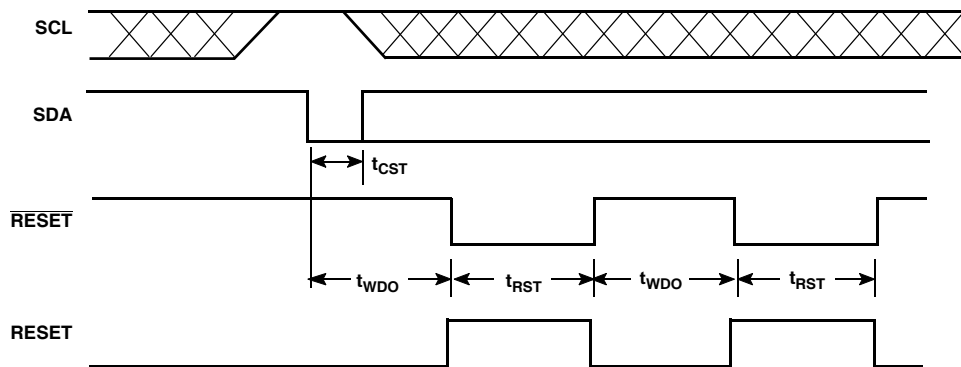 SCL
SDA
tCST
RESET
tWDO tRST tWDO tRST
RESET